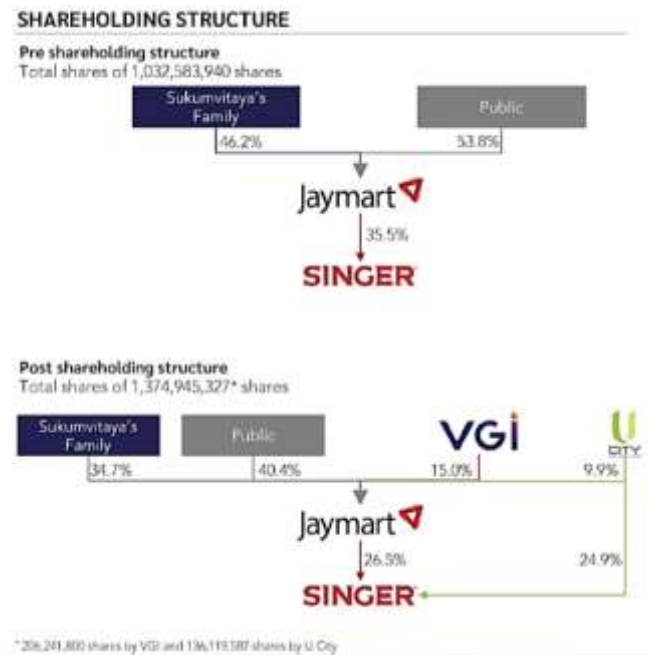 SHAREHOLDING STRUCTURE
Pre shareholding structure
Total shares of 1,032,583,940 shares
Sukumvitaya's
Family
Public
46.2%
53.8%
Jaymart
35.5%
SINGER
Post shareholding structure
Total shares of 1,374,945,327* shares
Sukumvitaya's
Family
Public
VGI
U
CITY
34.7%
40.4%
15.0%
9.9%
Jaymart
26.5%
24.9%
SINGER
*206,241,800 shares by VGI and 136,119,587 shares by U City